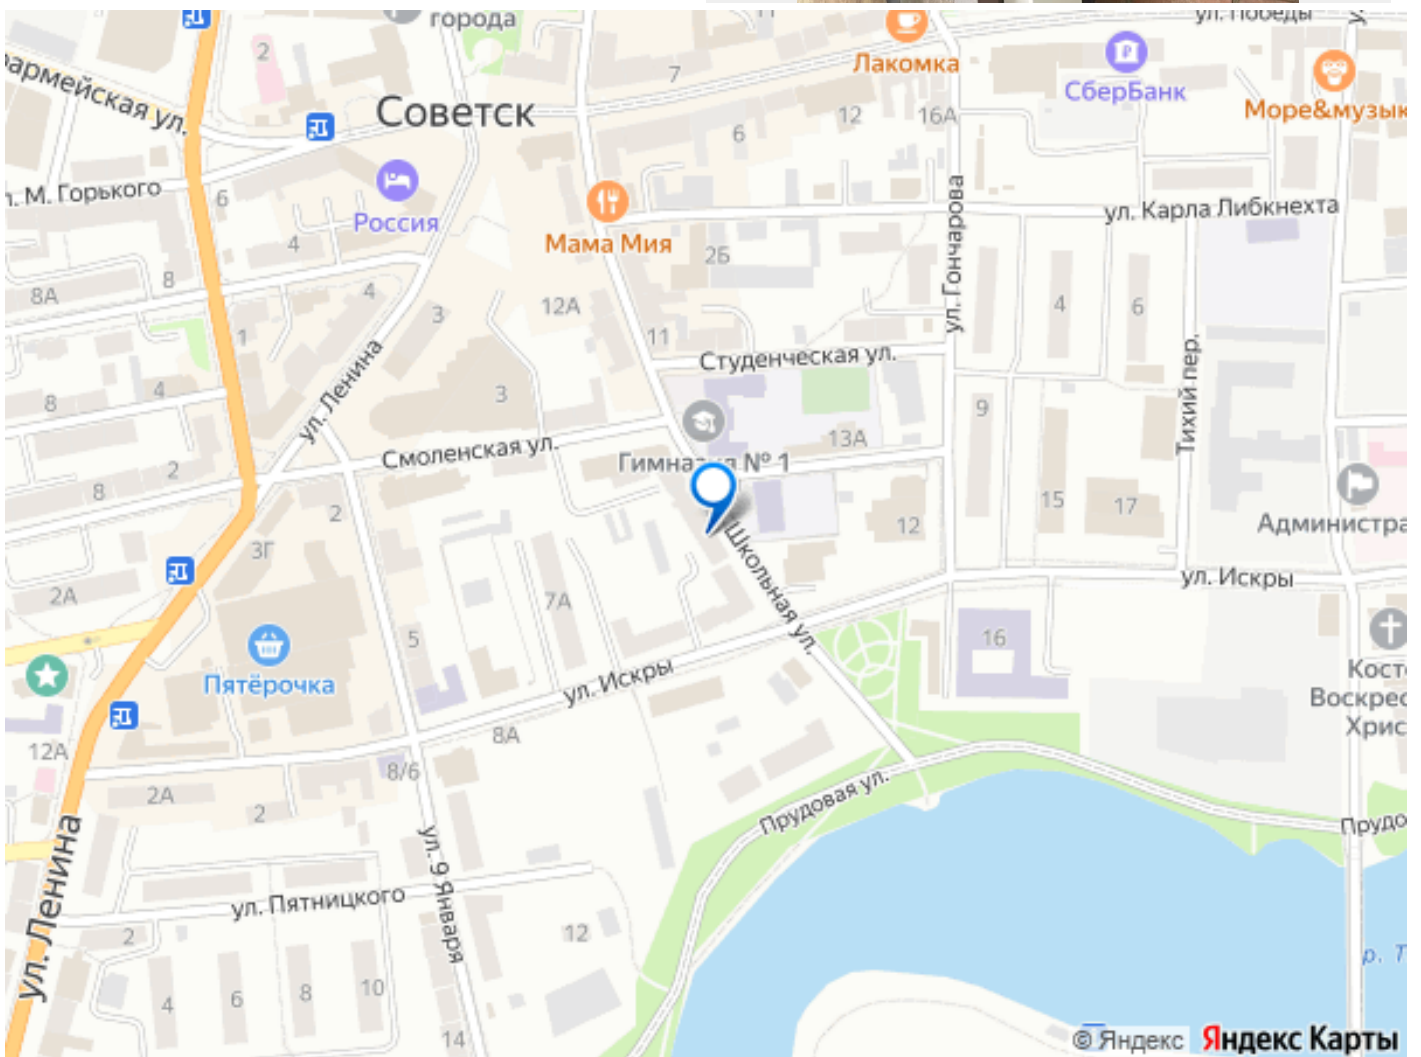 города
ул. Победы
Лакомка
СберБанк
Море&музык
2
7
12
16А
6
армейская ул.
Советск
л. М. Горького
6
Россия
Мама Мия
ул. Карла Либкнехта
ул. Гончарова
4
8
8А
2Б
12А
4
3
1
11
4
6
Студенческая ул.
ул. Ленина
Тихий пер.
4
8
3
9
13А
Смоленская ул.
Гимназия № 1
2
8
2
3Г
15
17
12
Администра
Школьная ул.
ул. Искры
2А
7А
5
16
Пятёрочка
ул. Искры
Кост
Воскрес
Хрис
12А
8А
8/6
2А
2
Прудовая ул.
Прудо
ул. 9 Января
ул. Ленина
ул. Пятницкого
2
12
4
6
8
10
14
р. Т
© Яндекс Яндекс Карты